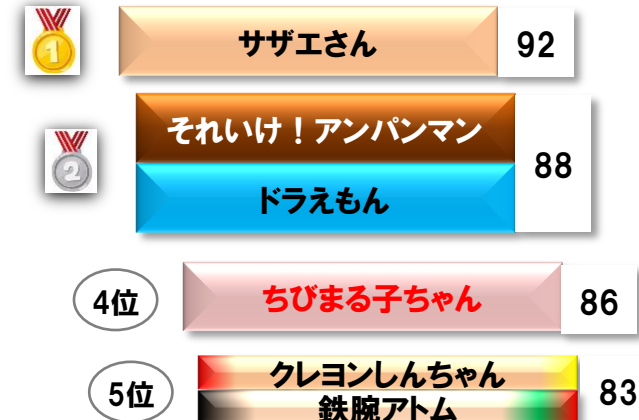 1
サザエさん
92
2
それいけ！アンパンマン
ドラえもん
88
4位
ちびまる子ちゃん
86
5位
クレヨンしんちゃん
鉄腕アトム
83